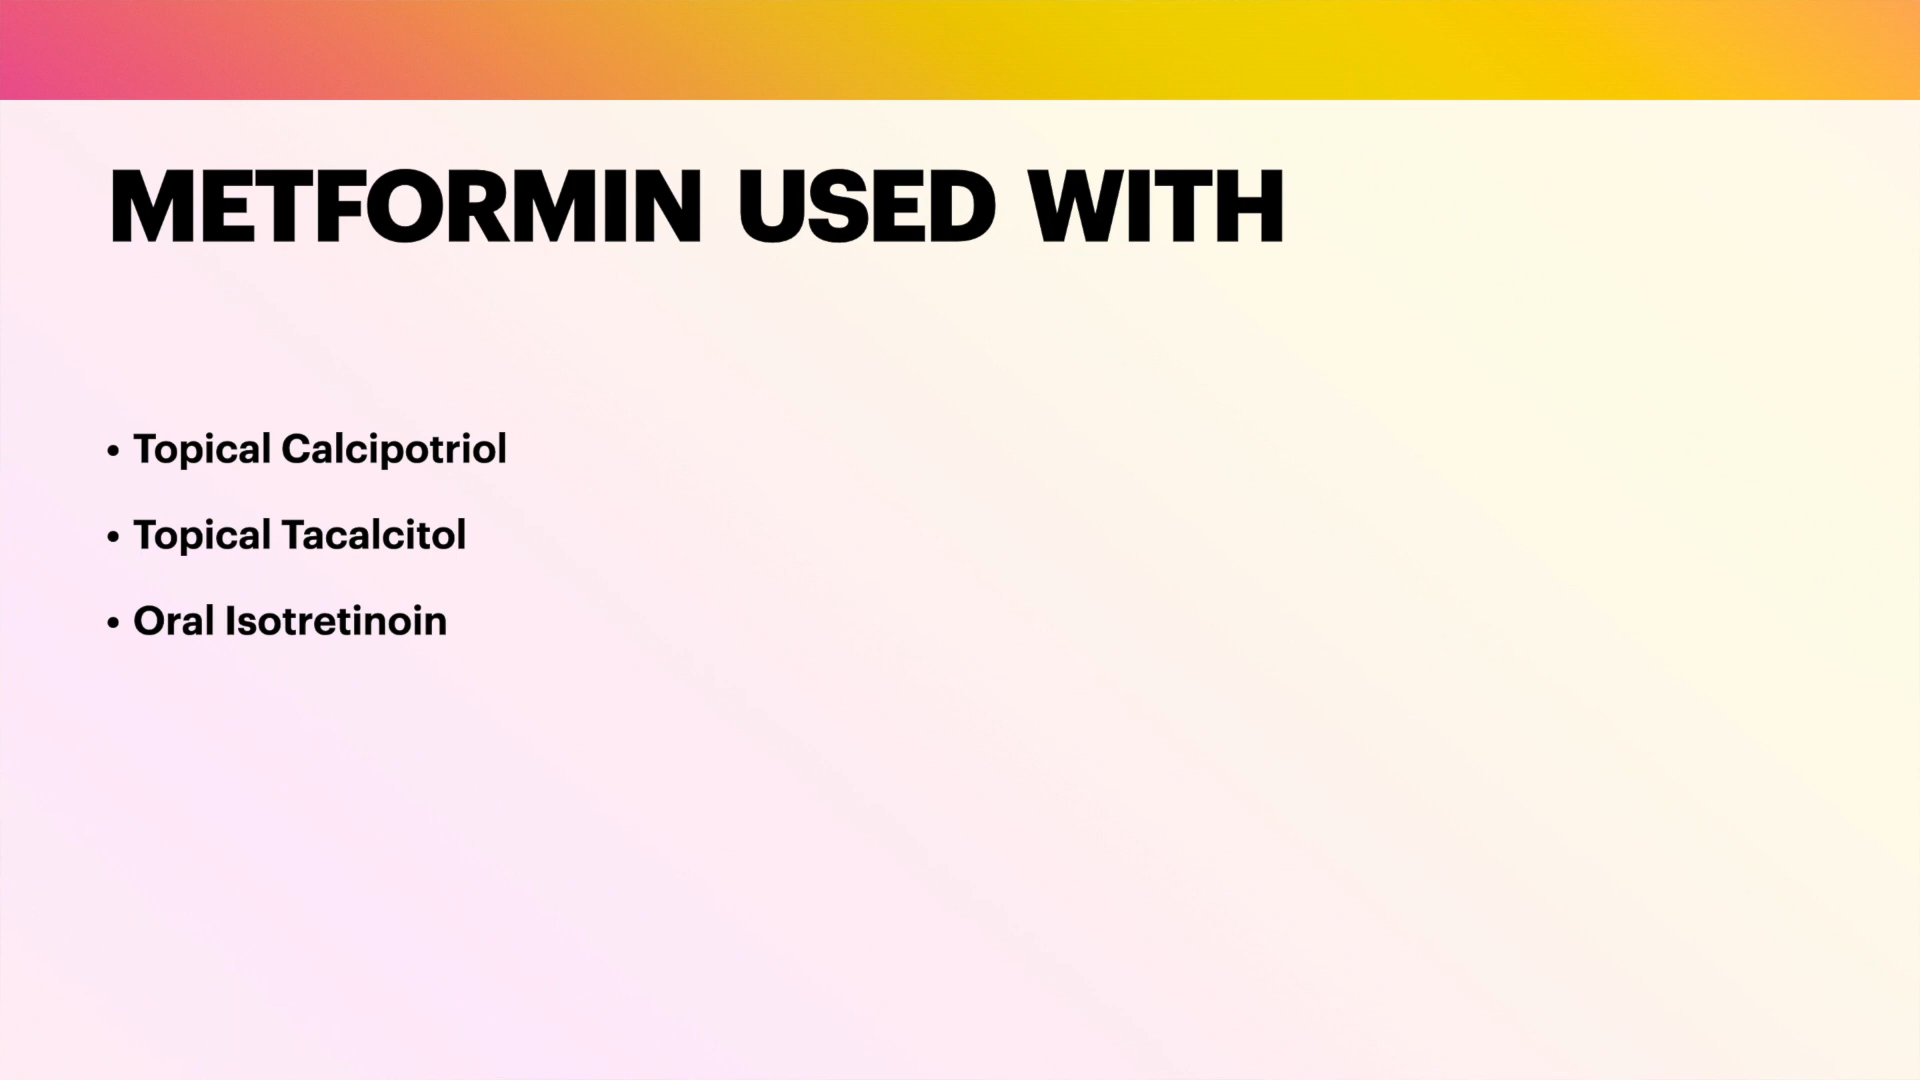 METFORMIN USED WITH
• Topical Calcipotriol
• Topical Tacalcitol
• Oral Isotretinoin